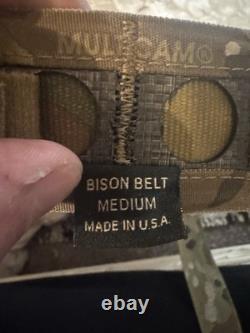 MULTICAM®
BISON BELT
MEDIUM
MADE IN U.S.A.